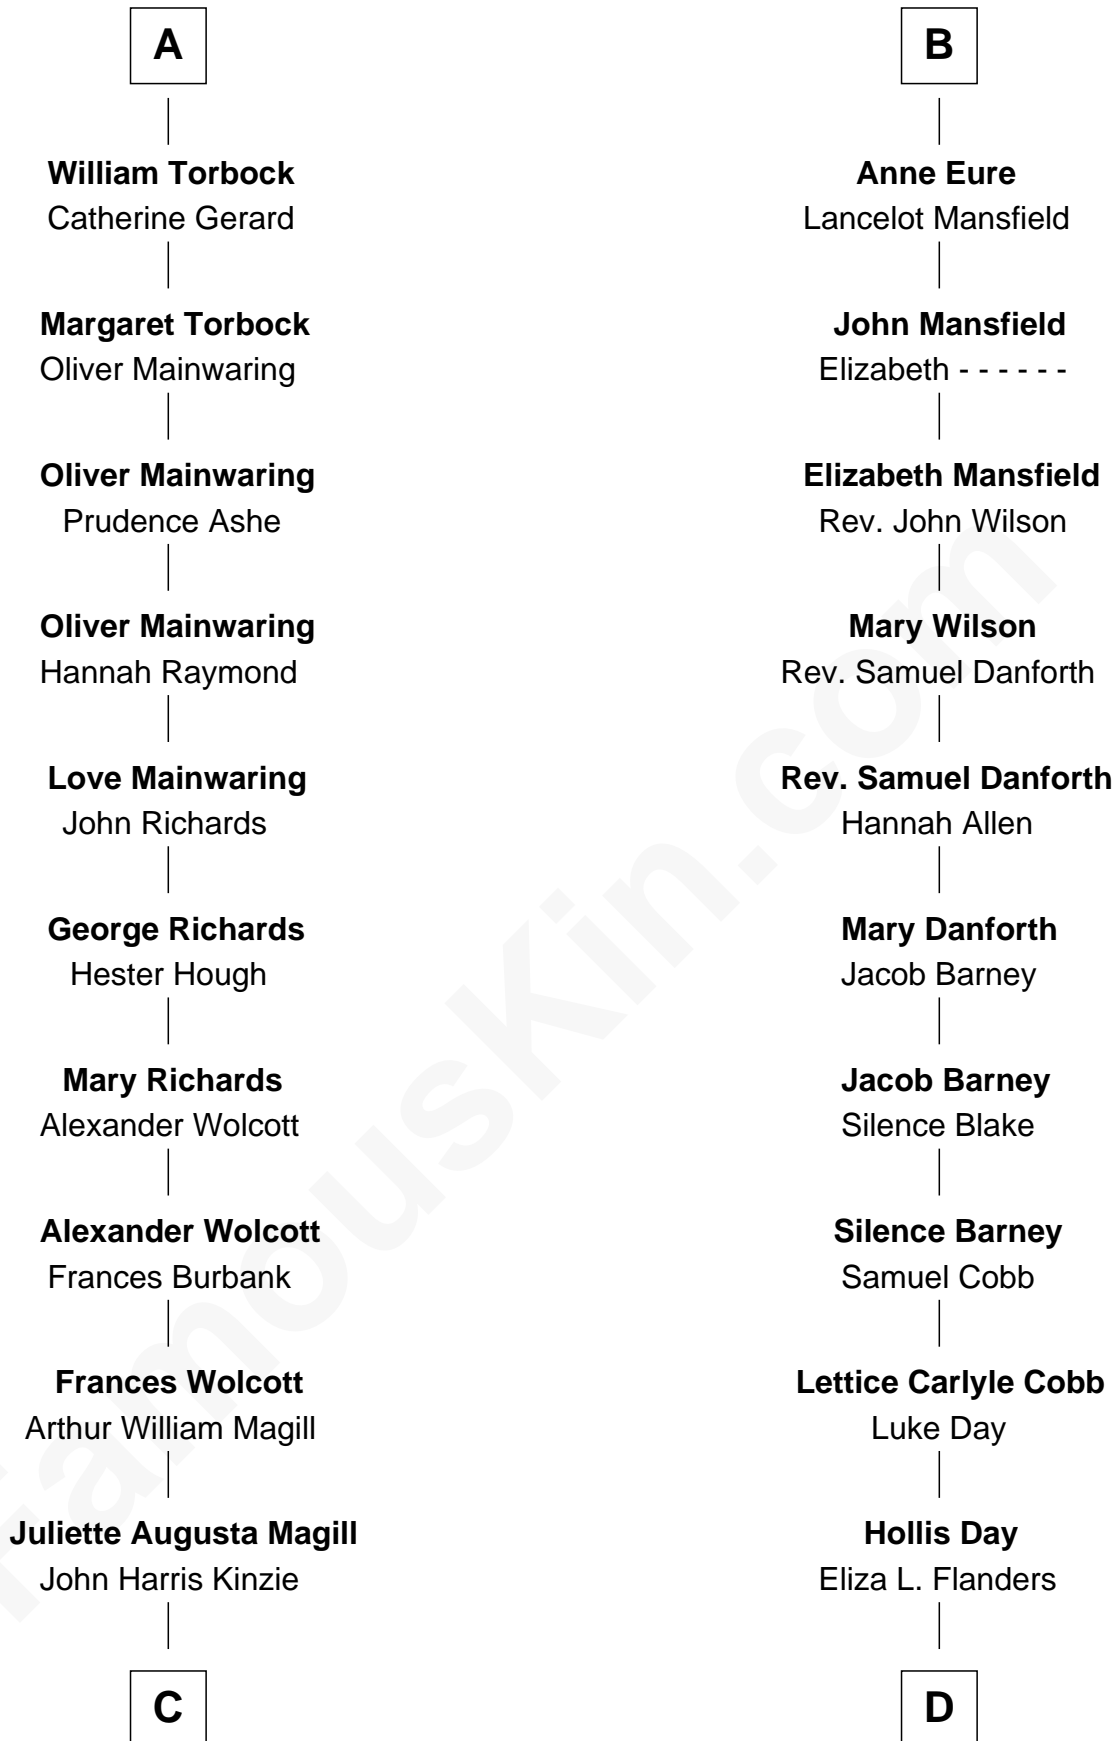 A
William Torbock
Catherine Gerard
Margaret Torbock
Oliver Mainwaring
Oliver Mainwaring
Prudence Ashe
Oliver Mainwaring
Hannah Raymond
Love Mainwaring
John Richards
George Richards
Hester Hough
Mary Richards
Alexander Wolcott
Alexander Wolcott
Frances Burbank
Frances Wolcott
Arthur William Magill
Juliette Augusta Magill
John Harris Kinzie
C
B
Anne Eure
Lancelot Mansfield
John Mansfield
Elizabeth - - - - - -
Elizabeth Mansfield
Rev. John Wilson
Mary Wilson
Rev. Samuel Danforth
Rev. Samuel Danforth
Hannah Allen
Mary Danforth
Jacob Barney
Jacob Barney
Silence Blake
Silence Barney
Samuel Cobb
Lettice Carlyle Cobb
Luke Day
Hollis Day
Eliza L. Flanders
D
FamousKin.com